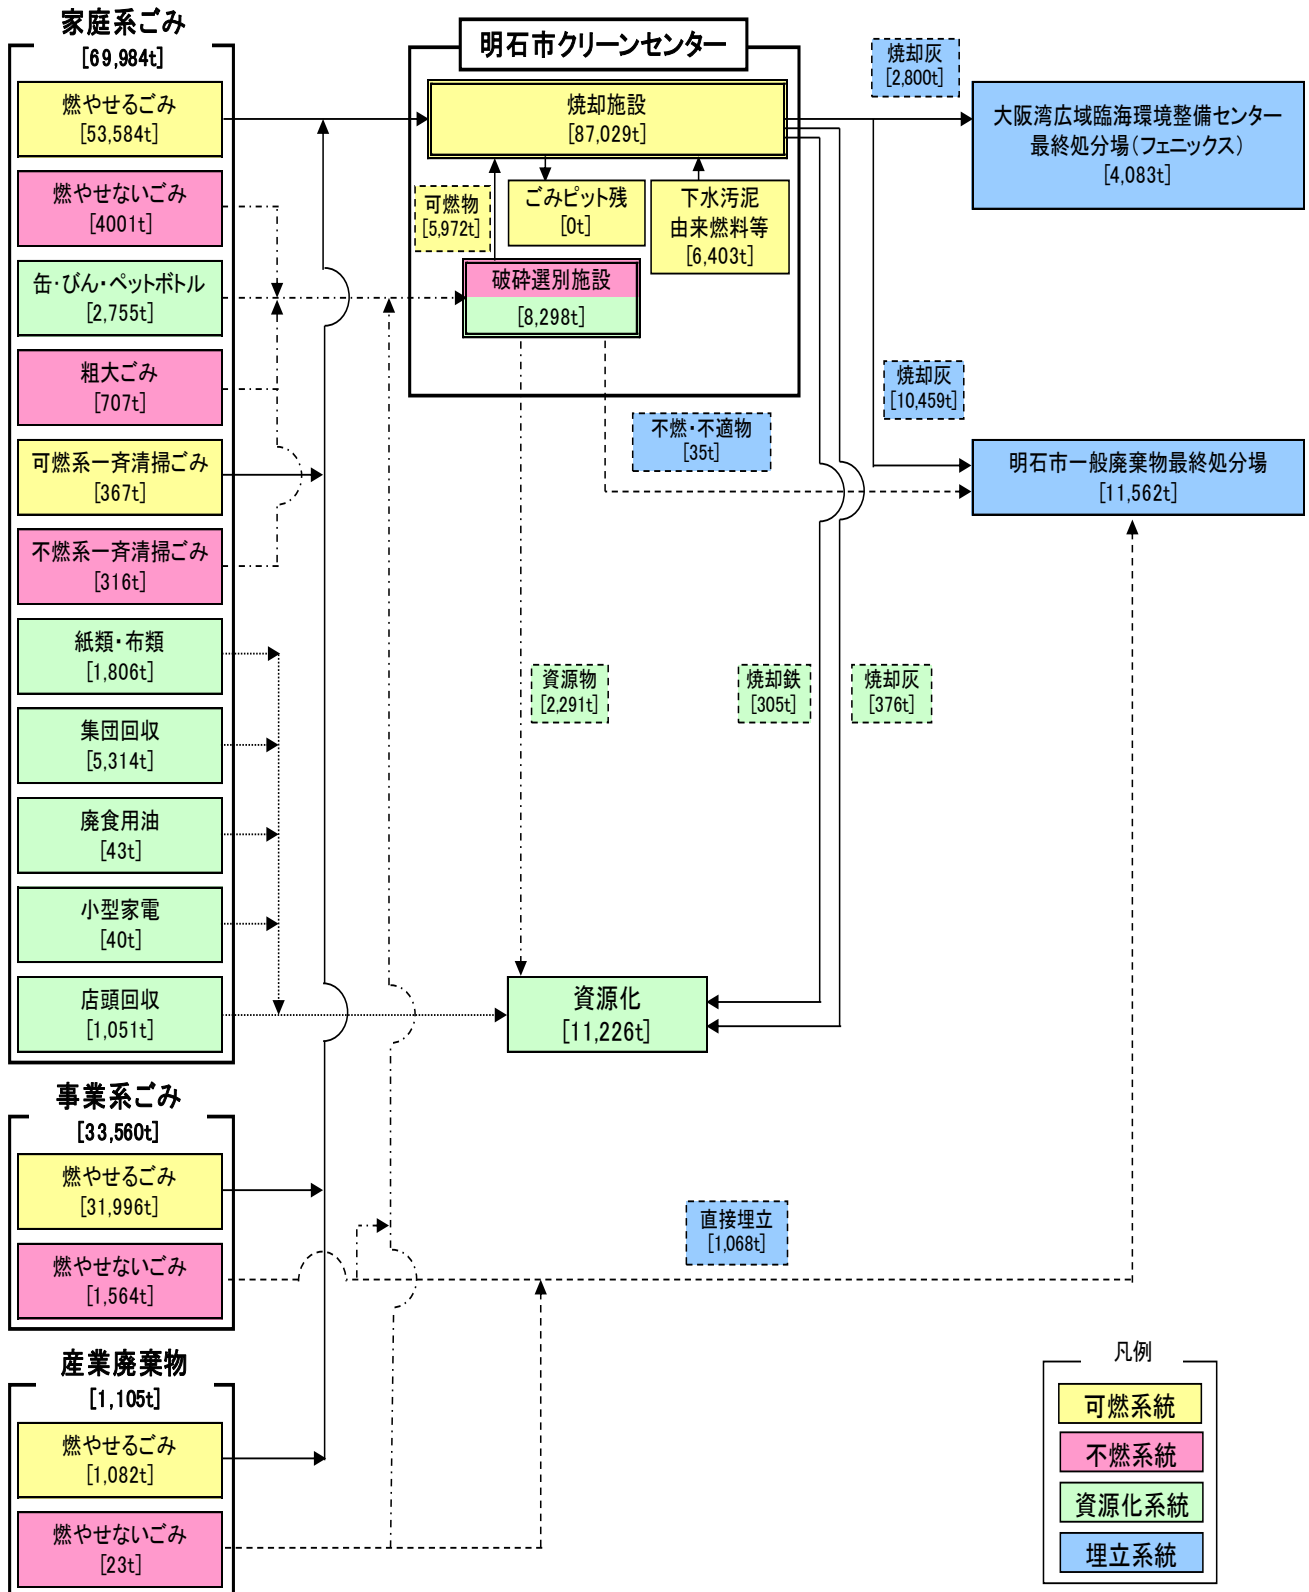 家庭系ごみ
[69,984t]
燃やせるごみ
[53,584t]
燃やせないごみ
[4001t]
缶・びん・ペットボトル
[2,755t]
粗大ごみ
[707t]
可燃系一斉清掃ごみ
[367t]
不燃系一斉清掃ごみ
[316t]
紙類・布類
[1,806t]
集団回収
[5,314t]
廃食用油
[43t]
小型家電
[40t]
店頭回収
[1,051t]
事業系ごみ
[33,560t]
燃やせるごみ
[31,996t]
燃やせないごみ
[1,564t]
産業廃棄物
[1,105t]
燃やせるごみ
[1,082t]
燃やせないごみ
[23t]
明石市クリーンセンター
焼却施設
[87,029t]
可燃物
[5,972t]
ごみピット残
[0t]
下水汚泥
由来燃料等
[6,403t]
破砕選別施設
[8,298t]
不燃・不適物
[35t]
資源物
[2,291t]
焼却鉄
[305t]
焼却灰
[376t]
資源化
[11,226t]
直接埋立
[1,068t]
焼却灰
[2,800t]
大阪湾広域臨海環境整備センター
最終処分場(フェニックス)
[4,083t]
焼却灰
[10,459t]
明石市一般廃棄物最終処分場
[11,562t]
凡例
可燃系統
不燃系統
資源化系統
埋立系統